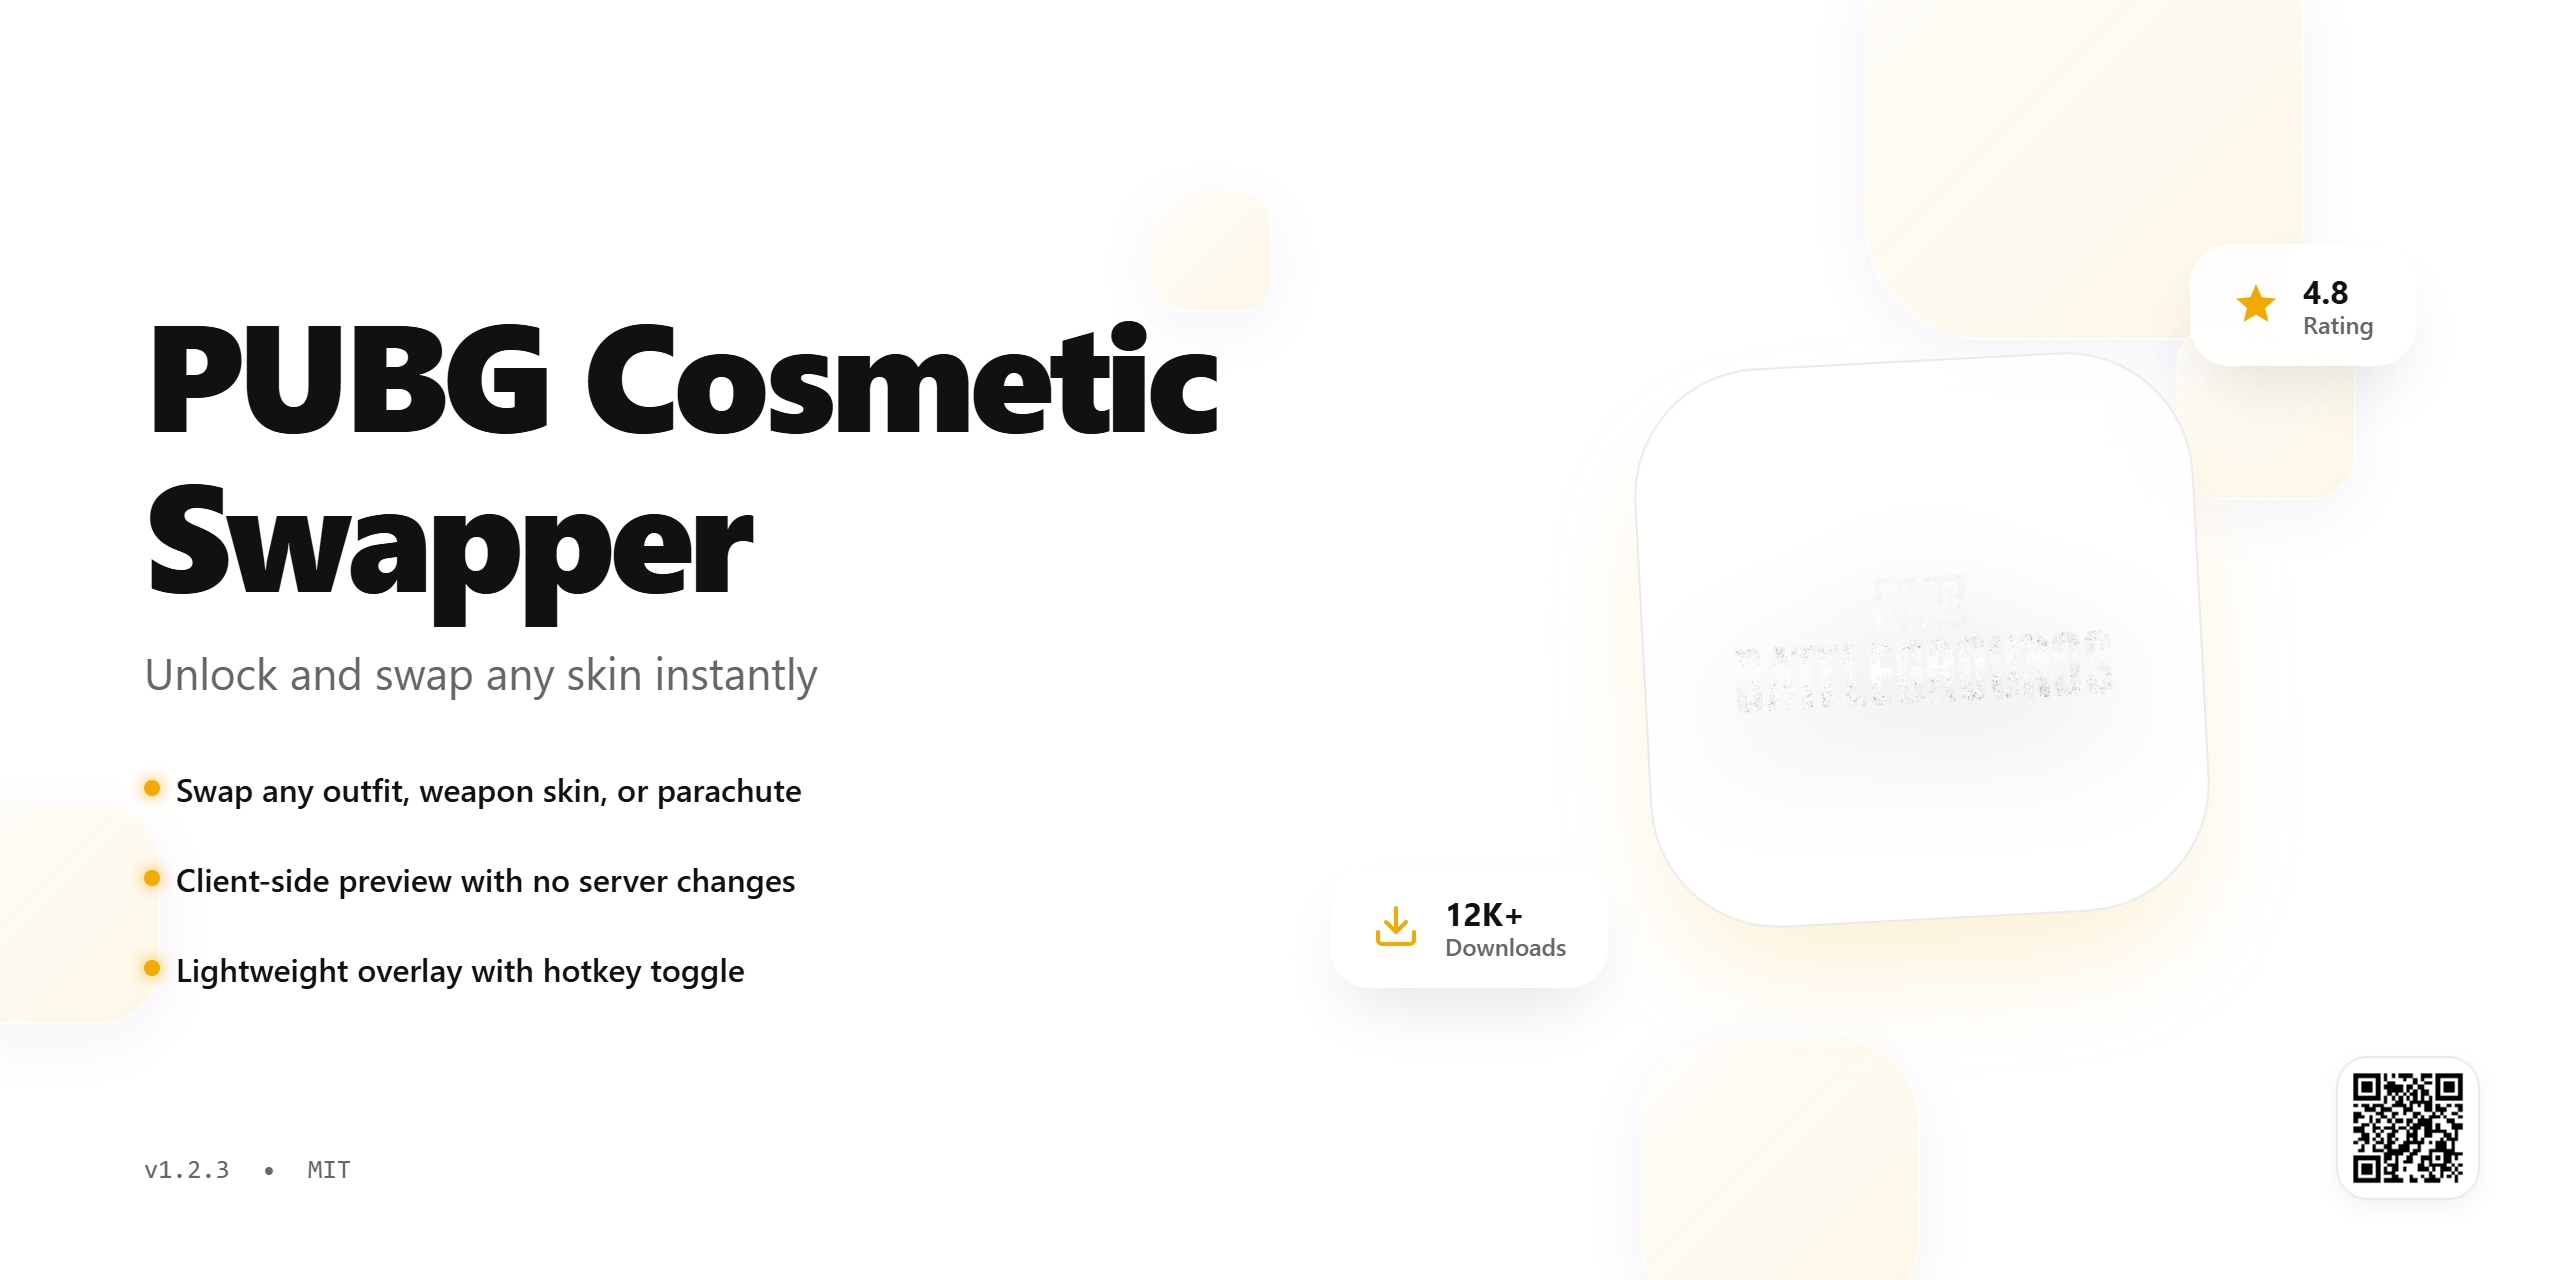 PUBG Cosmetic
Swapper
Unlock and swap any skin instantly
Swap any outfit, weapon skin, or parachute
Client-side preview with no server changes
Lightweight overlay with hotkey toggle
v1.2.3 • MIT
4.8
Rating
12K+
Downloads